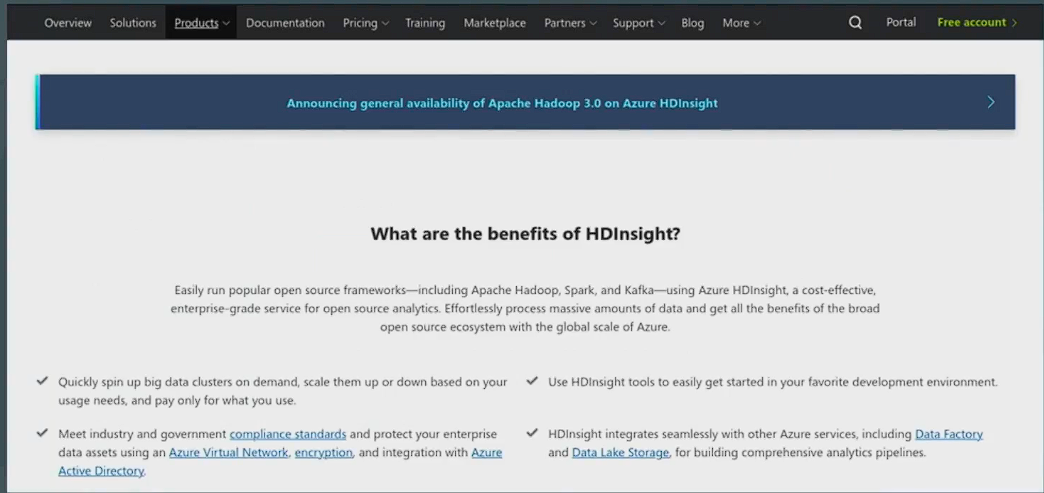 Overview Solutions Products Documentation Pricing Training Marketplace Partners Support Blog More Portal Free account
Announcing general availability of Apache Hadoop 3.0 on Azure HDInsight
What are the benefits of HDInsight?
Easily run popular open source frameworks—including Apache Hadoop, Spark, and Kafka—using Azure HDInsight, a cost-effective,
enterprise-grade service for open source analytics. Effortlessly process massive amounts of data and get all the benefits of the broad
open source ecosystem with the global scale of Azure.
Quickly spin up big data clusters on demand, scale them up or down based on your
usage needs, and pay only for what you use.
Use HDInsight tools to easily get started in your favorite development environment.
Meet industry and government compliance standards and protect your enterprise
data assets using an Azure Virtual Network, encryption, and integration with Azure
Active Directory.
HDInsight integrates seamlessly with other Azure services, including Data Factory
and Data Lake Storage, for building comprehensive analytics pipelines.